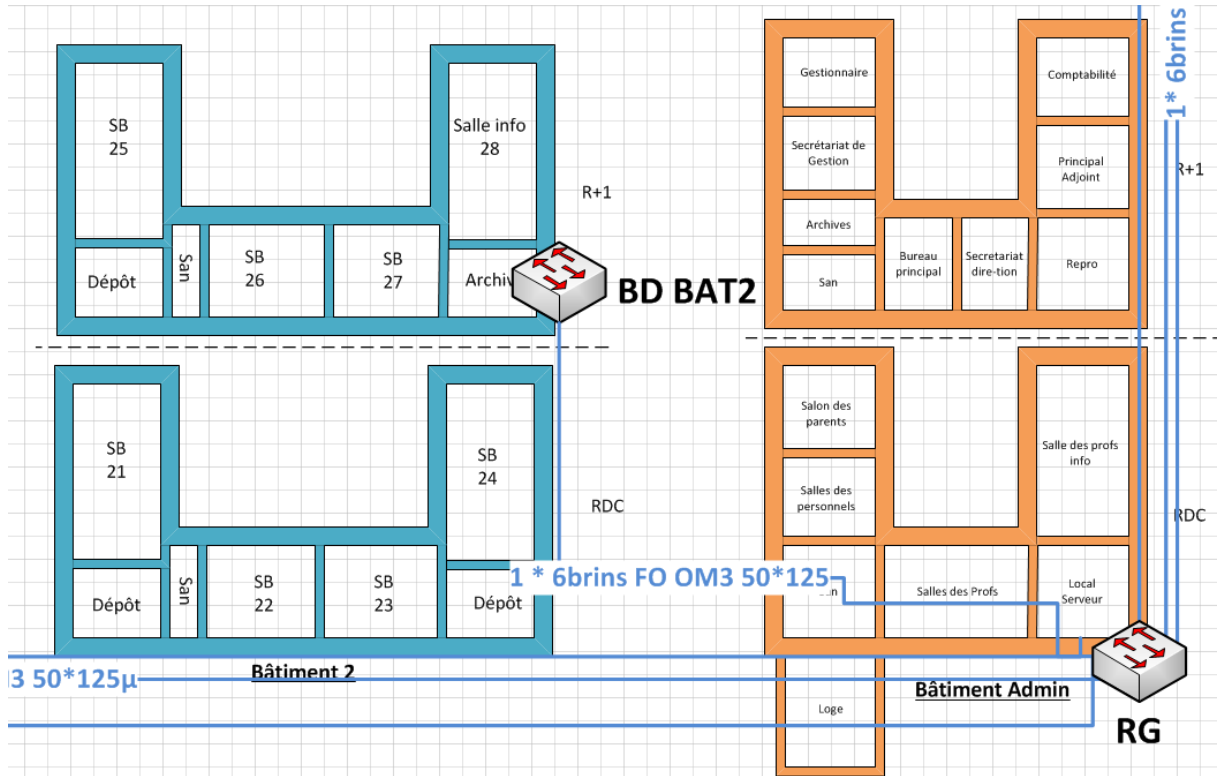 SB
25
Salle info
28
Dépôt
San
SB
26
SB
27
BD BAT2
R+1
Gestionnaire
Secrétariat de
Gestion
Archives
San
Bureau
principal
Secretariat
dire-tion
Comptabilité
Principal
Adjoint
Repro
1* 6brins
R+1
SB
21
SB
24
Dépôt
San
SB
22
SB
23
Dépôt
RDC
1 * 6brins FO OM3 50*125
Salon des
parents
Salles des
personnels
Salles des Profs
Salle des profs
info
Local
Serveur
RDC
Bâtiment 2
50*125µ
Loge
Bâtiment Admin
RG